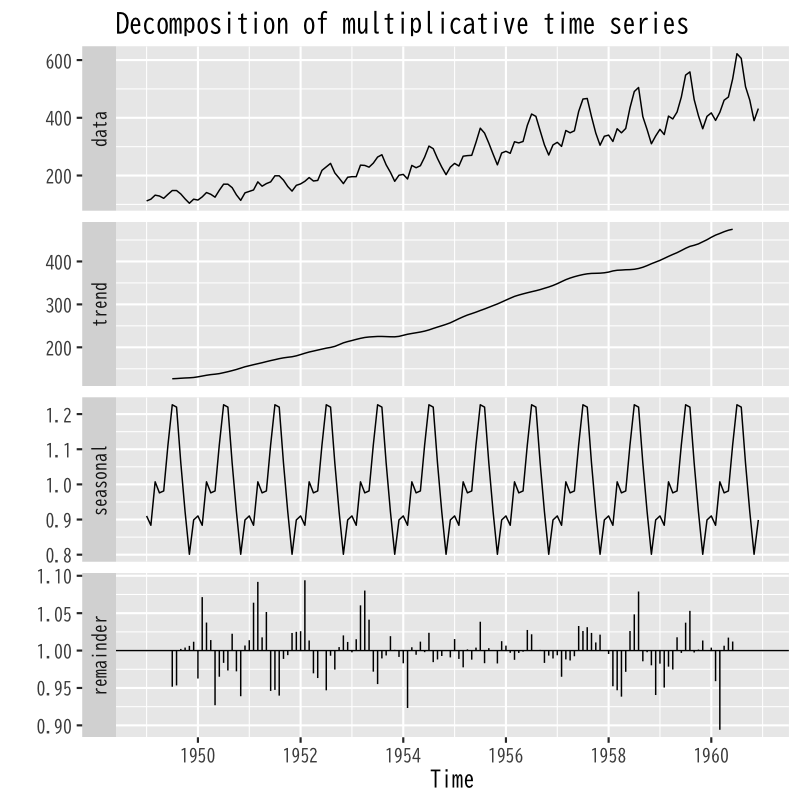 Decomposition of multiplicative time series
600
400
200
data
400
300
200
trend
1.2
1.1
1.0
0.9
0.8
seasonal
1.10
1.05
1.00
0.95
0.90
remainder
1950 1952 1954 1956 1958 1960
Time